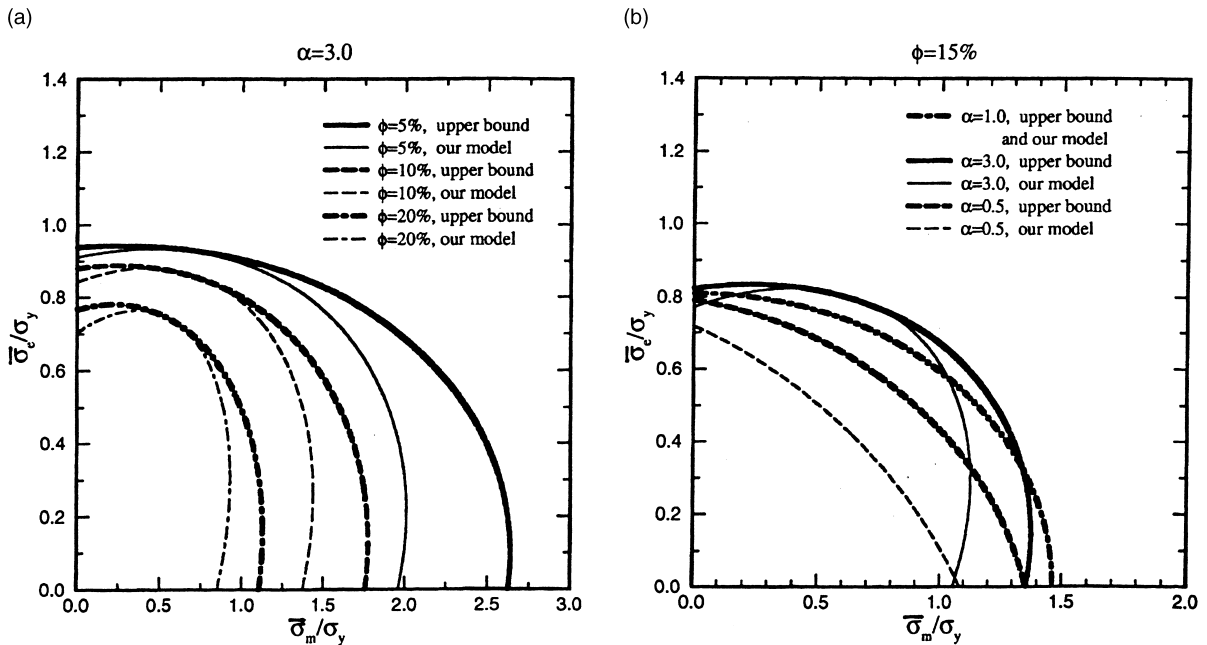 (a)
α=3.0
1.4
1.2
1.0
0.8
0.6
0.4
0.2
0.0
σ̅e/σy
ϕ=5%, upper bound
ϕ=5%, our model
ϕ=10%, upper bound
ϕ=10%, our model
ϕ=20%, upper bound
ϕ=20%, our model
0.0 0.5 1.0 1.5 2.0 2.5 3.0
σ̅m/σy
(b)
ϕ=15%
1.4
1.2
1.0
0.8
0.6
0.4
0.2
0.0
σ̅e/σy
α=1.0, upper bound
and our model
α=3.0, upper bound
α=3.0, our model
α=0.5, upper bound
α=0.5, our model
0.0 0.5 1.0 1.5 2.0
σ̅m/σy